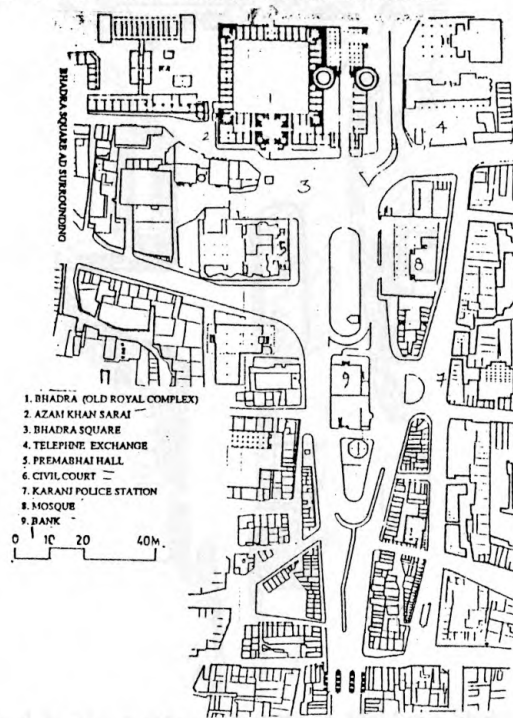 BHADRA SQUARE AD SURROUNDING
2
3
4
5
8
7
9
1. BHADRA (OLD ROYAL COMPLEX)
2. AZAM KHAN SARAI
3. BHADRA SQUARE
4. TELEPHNE EXCHANGE
5. PREMABHAI HALL
6. CIVIL COURT
7. KARANJ POLICE STATION
8. MOSQUE
9. BANK
0 10 20 40M